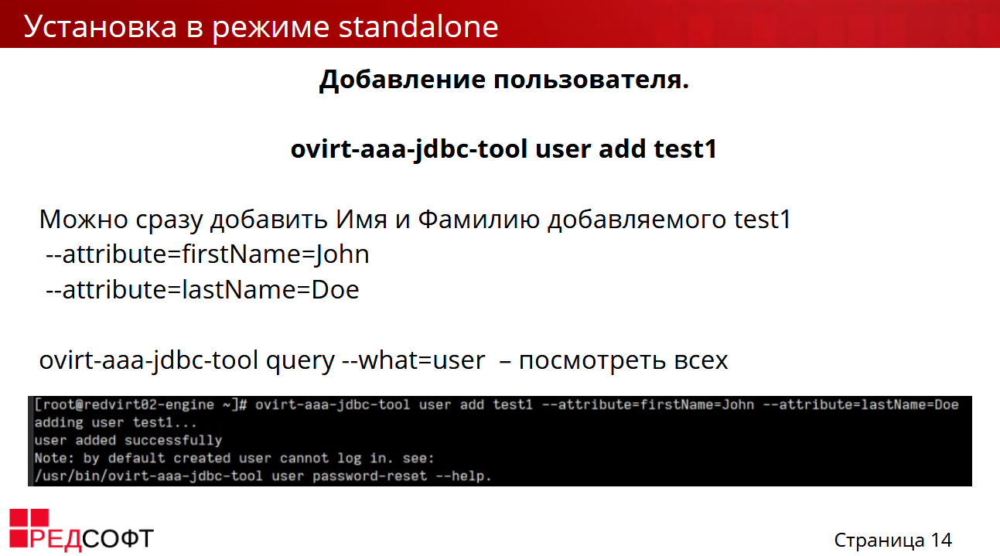 Установка в режиме standalone
Добавление пользователя.
ovirt-aaa-jdbc-tool user add test1
Можно сразу добавить Имя и Фамилию добавляемого test1
--attribute=firstName=John
--attribute=lastName=Doe
ovirt-aaa-jdbc-tool query --what=user – посмотреть всех
[root@redvirt02-engine ~]# ovirt-aaa-jdbc-tool user add test1 --attribute=firstName=John --attribute=lastName=Doe
adding user test1...
user added successfully
Note: by default created user cannot log in. see:
/usr/bin/ovirt-aaa-jdbc-tool user password-reset --help.
РЕДСОФТ
Страница 14